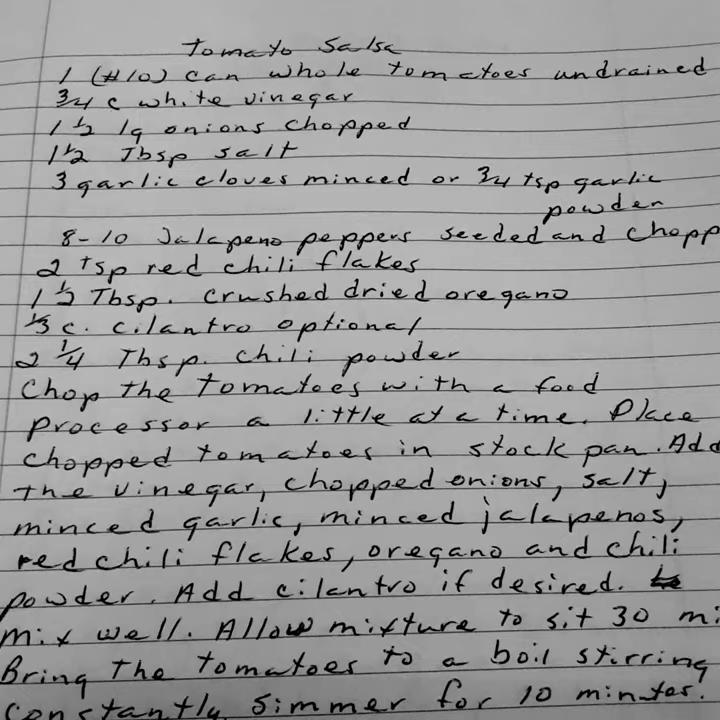 Tomato Salsa
1 (#10) can whole tomatoes undrained
3/4 c white vinegar
1 1/2 lg onions chopped
1 1/2 Tbsp salt
3 garlic cloves minced or 3/4 tsp garlic
powder
8-10 Jalapeno peppers seeded and chopp
2 tsp red chili flakes
1 1/2 Tbsp. crushed dried oregano
1/3 c. cilantro optional
2 1/4 Tbsp. chili powder
Chop the tomatoes with a food
processor a little at a time. Place
chopped tomatoes in stock pan. Add
the vinegar, chopped onions, salt,
minced garlic, minced jalapenos,
red chili flakes, oregano and chili
powder. Add cilantro if desired.
Mix well. Allow mixture to sit 30 mi
Bring the tomatoes to a boil stirring
constantly simmer for 10 minutes.